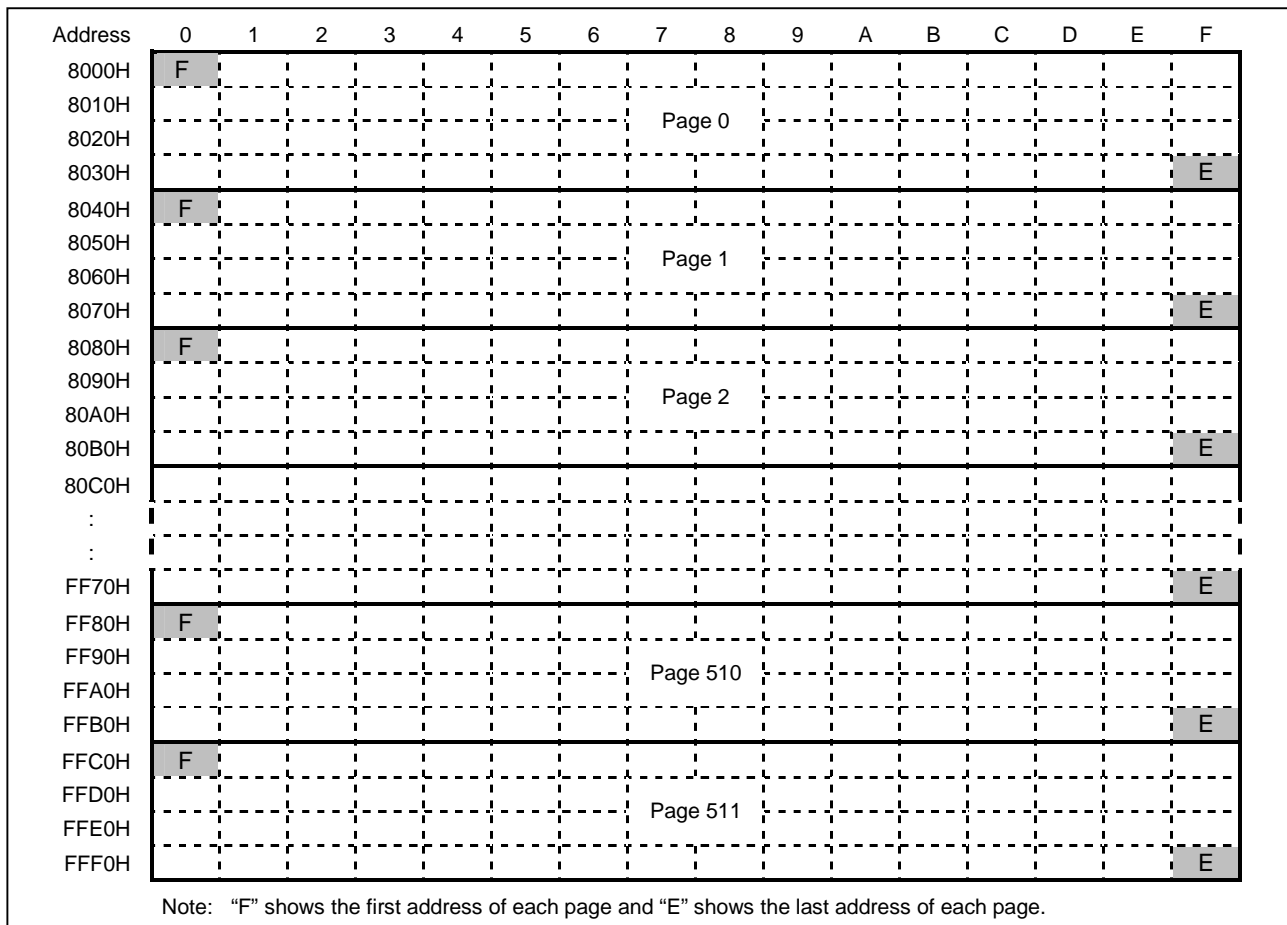 Address 0 1 2 3 4 5 6 7 8 9 A B C D E F
8000H F
8010H
Page 0
8020H
8030H E
8040H F
8050H
Page 1
8060H
8070H E
8080H F
8090H
Page 2
80A0H
80B0H E
80C0H
:
:
FF70H E
FF80H F
FF90H
Page 510
FFA0H
FFB0H E
FFC0H F
FFD0H
Page 511
FFE0H
FFF0H E
Note: “F” shows the first address of each page and “E” shows the last address of each page.